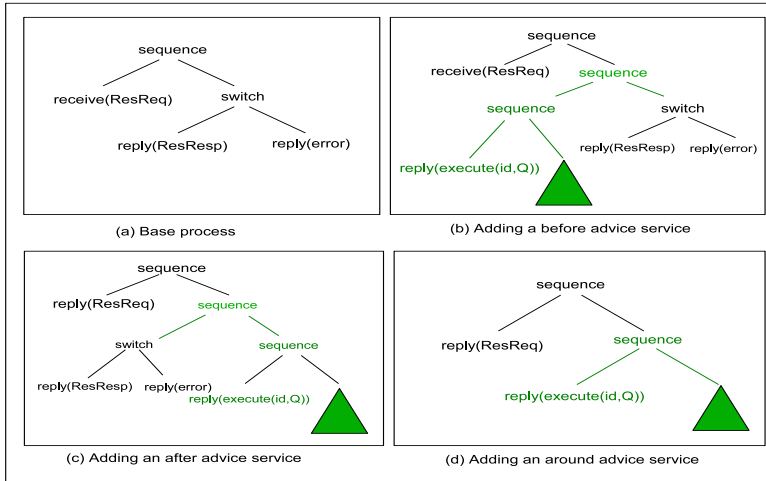 sequence
receive(ResReq)
switch
reply(ResResp)
reply(error)
(a) Base process
sequence
receive(ResReq)
sequence
sequence
switch
reply(ResResp)
reply(error)
reply(execute(id,Q))
(b) Adding a before advice service
sequence
reply(ResReq)
sequence
switch
sequence
reply(ResResp)
reply(error)
reply(execute(id,Q))
(c) Adding an after advice service
sequence
reply(ResReq)
sequence
reply(execute(id,Q))
(d) Adding an around advice service